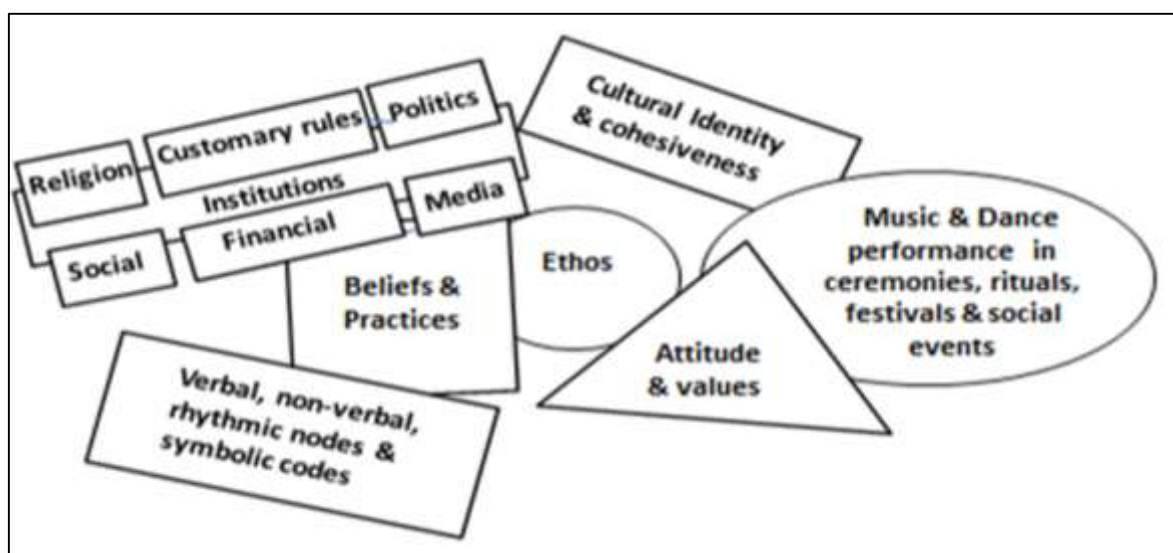 Religion
Customary rules
Politics
Institutions
Social
Financial
Media
Cultural Identity
& cohesiveness
Beliefs &
Practices
Ethos
Attitude
& values
Music & Dance
performance in
ceremonies, rituals,
festivals & social
events
Verbal, non-verbal,
rhythmic nodes &
symbolic codes